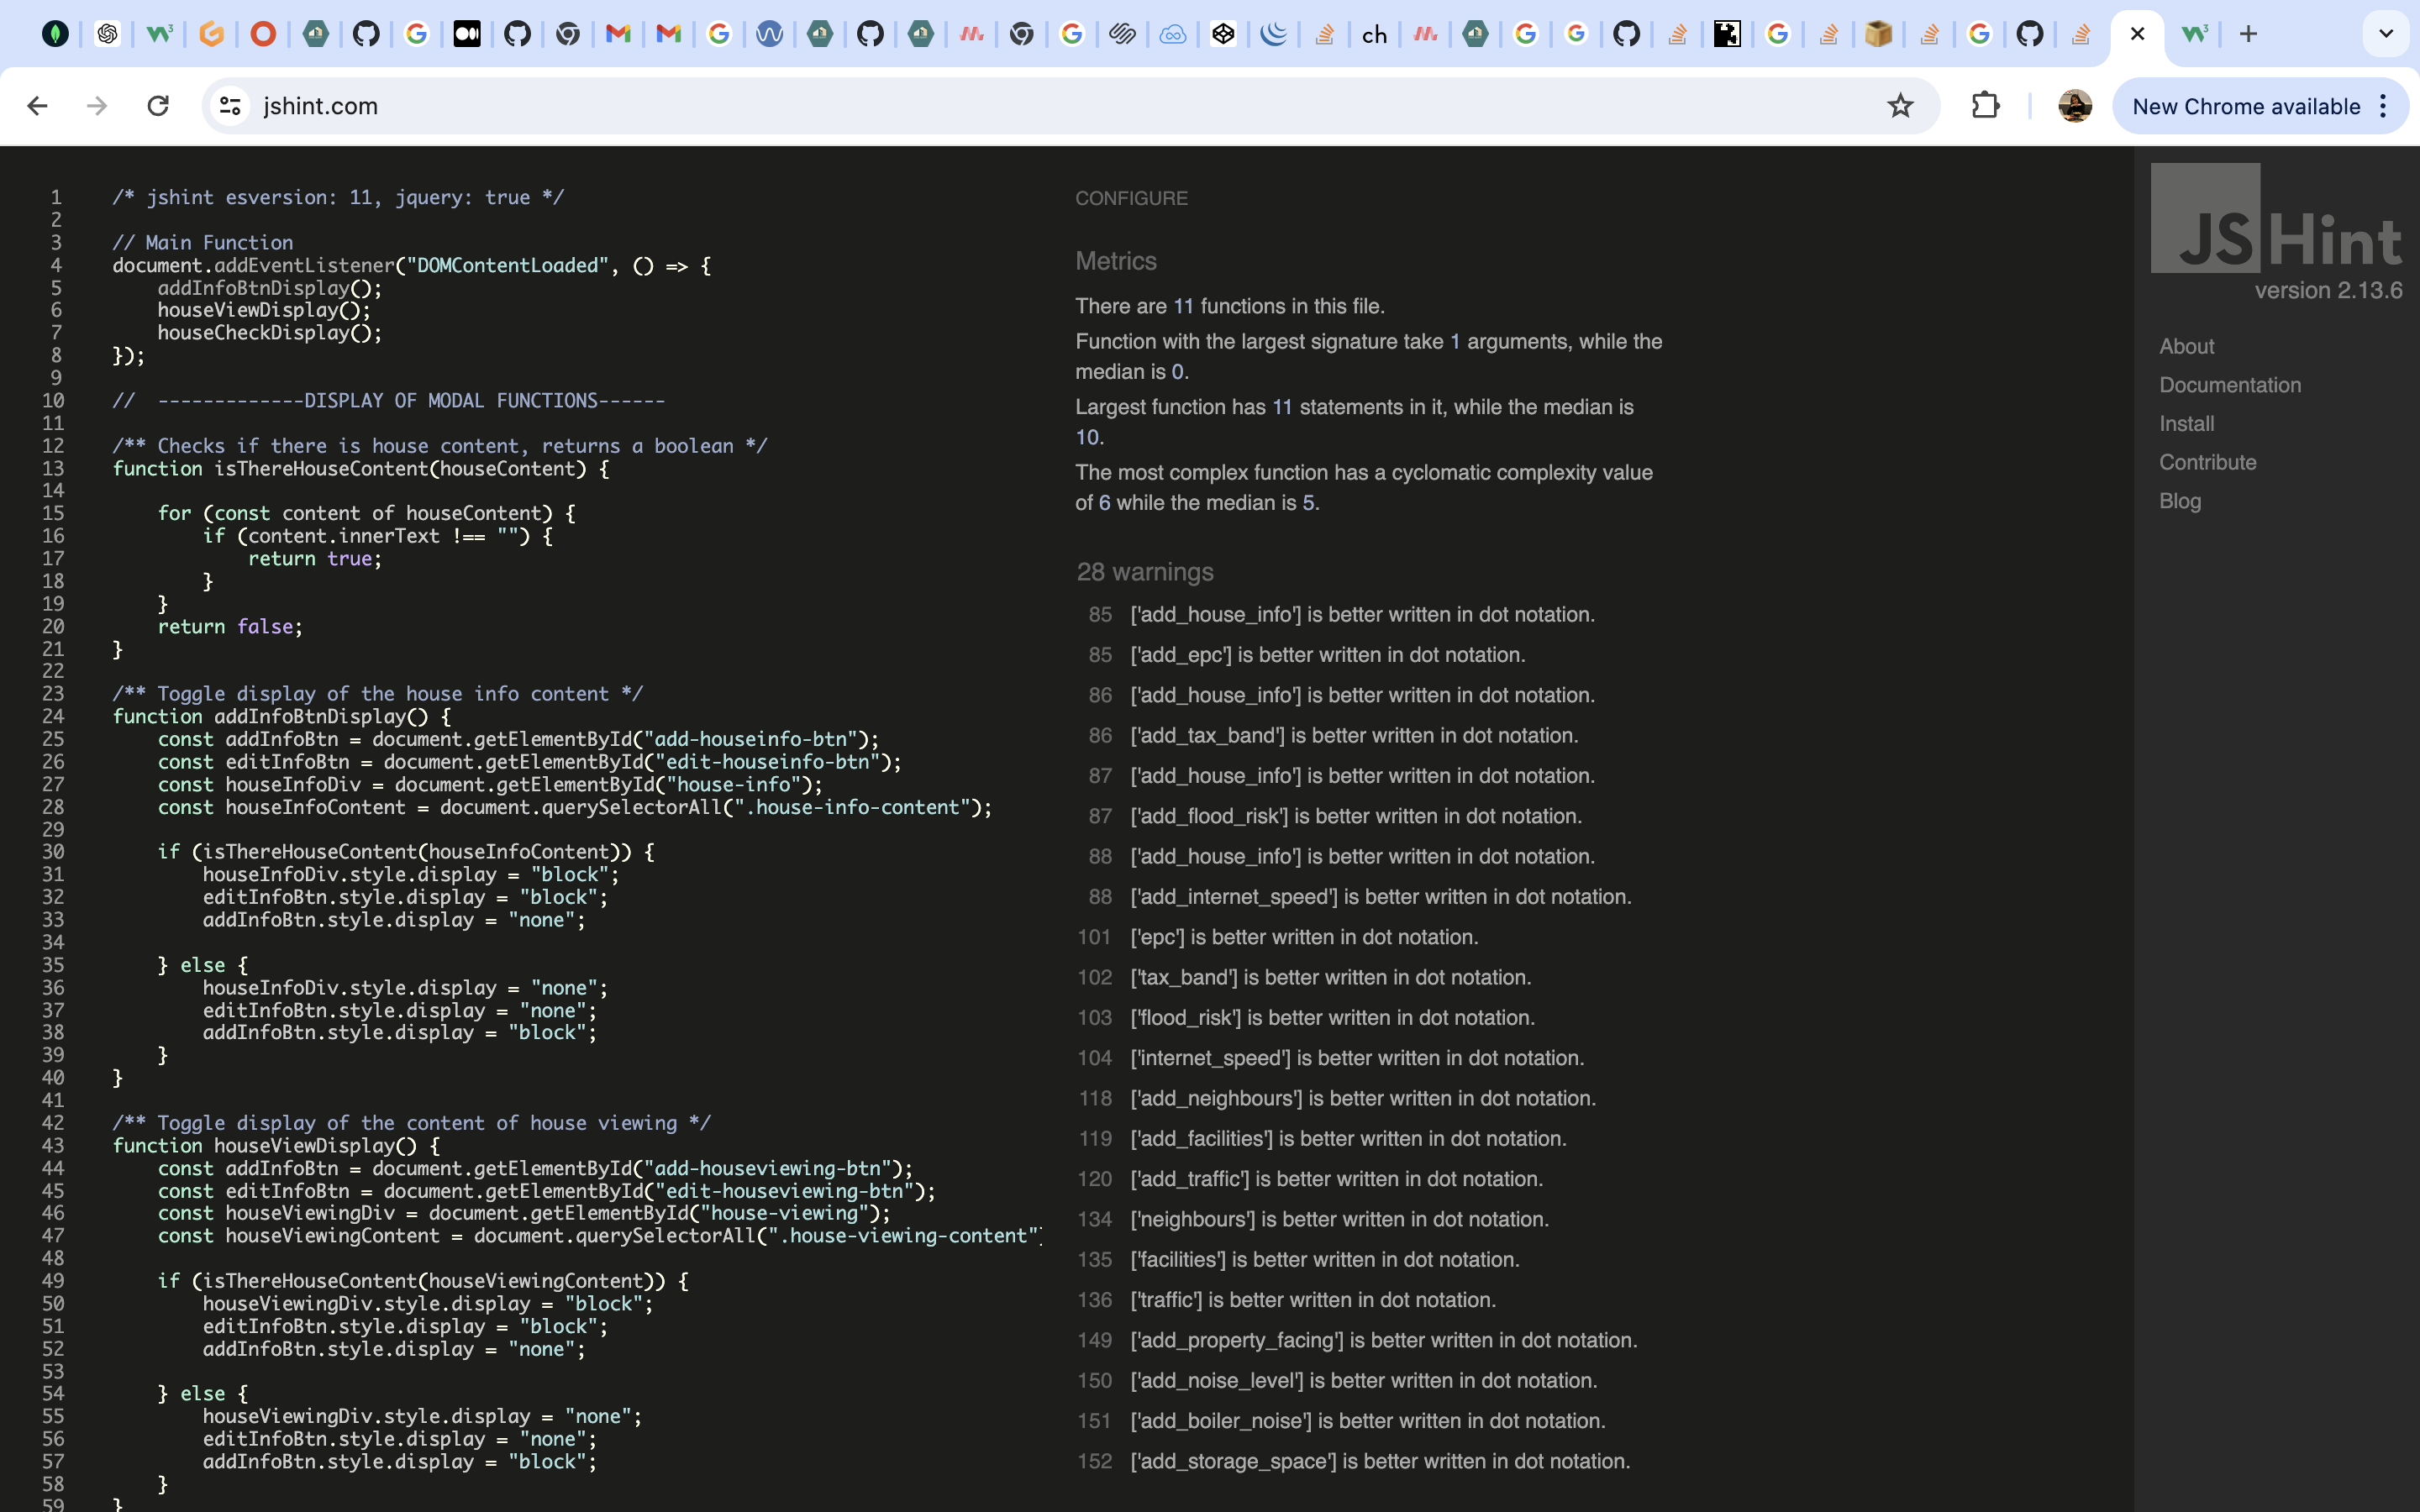 ch
jshint.com
New Chrome available
1 /* jshint esversion: 11, jquery: true */
2
3 // Main Function
4 document.addEventListener("DOMContentLoaded", () => {
5 addInfoBtnDisplay();
6 houseViewDisplay();
7 houseCheckDisplay();
8 });
9
10 //  -------------DISPLAY OF MODAL FUNCTIONS------
11
12 /** Checks if there is house content, returns a boolean */
13 function isThereHouseContent(houseContent) {
14
15 for (const content of houseContent) {
16 if (content.innerText !== "") {
17 return true;
18 }
19 }
20 return false;
21 }
22
23 /** Toggle display of the house info content */
24 function addInfoBtnDisplay() {
25 const addInfoBtn = document.getElementById("add-houseinfo-btn");
26 const editInfoBtn = document.getElementById("edit-houseinfo-btn");
27 const houseInfoDiv = document.getElementById("house-info");
28 const houseInfoContent = document.querySelectorAll(".house-info-content");
29
30 if (isThereHouseContent(houseInfoContent)) {
31 houseInfoDiv.style.display = "block";
32 editInfoBtn.style.display = "block";
33 addInfoBtn.style.display = "none";
34
35 } else {
36 houseInfoDiv.style.display = "none";
37 editInfoBtn.style.display = "none";
38 addInfoBtn.style.display = "block";
39 }
40 }
41
42 /** Toggle display of the content of house viewing */
43 function houseViewDisplay() {
44 const addInfoBtn = document.getElementById("add-houseviewing-btn");
45 const editInfoBtn = document.getElementById("edit-houseviewing-btn");
46 const houseViewingDiv = document.getElementById("house-viewing");
47 const houseViewingContent = document.querySelectorAll(".house-viewing-content"
48
49 if (isThereHouseContent(houseViewingContent)) {
50 houseViewingDiv.style.display = "block";
51 editInfoBtn.style.display = "block";
52 addInfoBtn.style.display = "none";
53
54 } else {
55 houseViewingDiv.style.display = "none";
56 editInfoBtn.style.display = "none";
57 addInfoBtn.style.display = "block";
58 }
59 }
CONFIGURE
Metrics
There are 11 functions in this file.
Function with the largest signature take 1 arguments, while the
median is 0.
Largest function has 11 statements in it, while the median is
10.
The most complex function has a cyclomatic complexity value
of 6 while the median is 5.
28 warnings
85 ['add_house_info'] is better written in dot notation.
85 ['add_epc'] is better written in dot notation.
86 ['add_house_info'] is better written in dot notation.
86 ['add_tax_band'] is better written in dot notation.
87 ['add_house_info'] is better written in dot notation.
87 ['add_flood_risk'] is better written in dot notation.
88 ['add_house_info'] is better written in dot notation.
88 ['add_internet_speed'] is better written in dot notation.
101 ['epc'] is better written in dot notation.
102 ['tax_band'] is better written in dot notation.
103 ['flood_risk'] is better written in dot notation.
104 ['internet_speed'] is better written in dot notation.
118 ['add_neighbours'] is better written in dot notation.
119 ['add_facilities'] is better written in dot notation.
120 ['add_traffic'] is better written in dot notation.
134 ['neighbours'] is better written in dot notation.
135 ['facilities'] is better written in dot notation.
136 ['traffic'] is better written in dot notation.
149 ['add_property_facing'] is better written in dot notation.
150 ['add_noise_level'] is better written in dot notation.
151 ['add_boiler_noise'] is better written in dot notation.
152 ['add_storage_space'] is better written in dot notation.
JSHint
version 2.13.6
About
Documentation
Install
Contribute
Blog